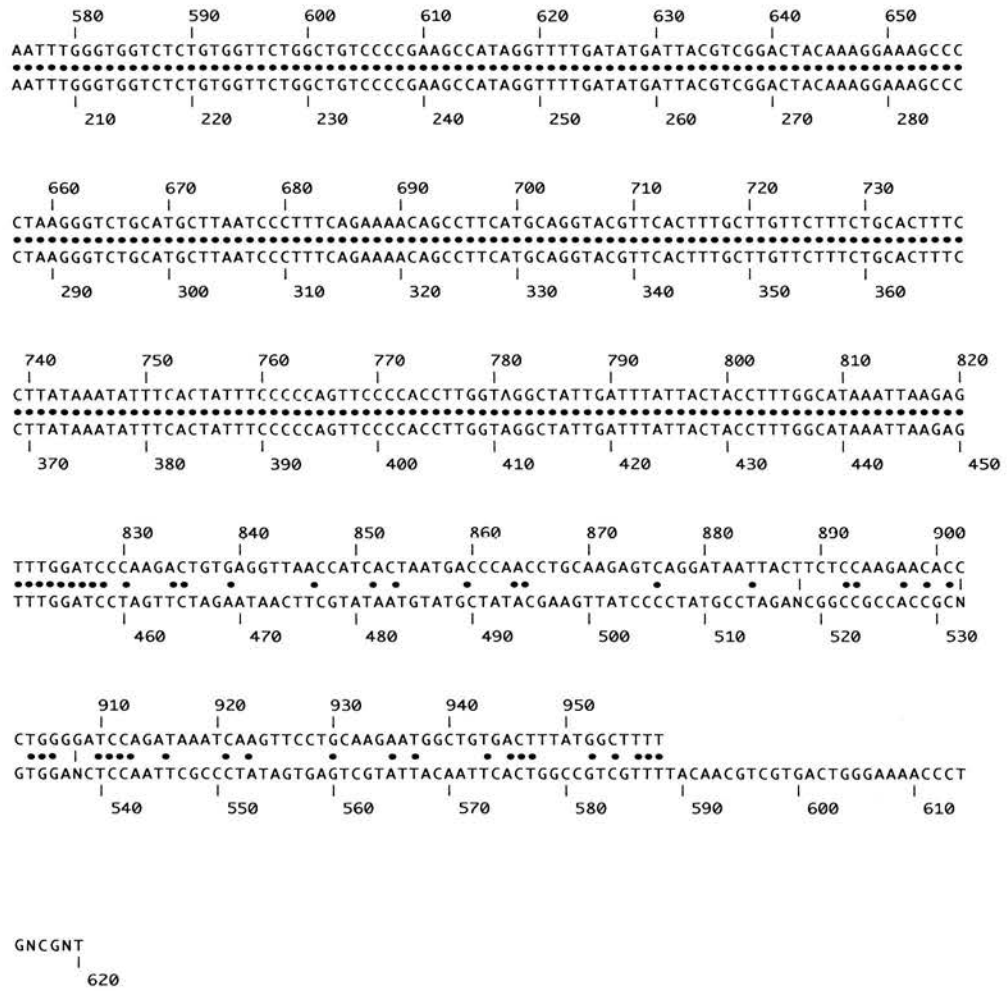 580 590 600 610 620 630 640 650
AATTTGGGTGGTCTCTGTGGTTCTGGCTGTCCCCGAAGCCATAGGTTTTGATATGATTACGTCGGACTACAAAGGAAAGCCC
AATTTGGGTGGTCTCTGTGGTTCTGGCTGTCCCCGAAGCCATAGGTTTTGATATGATTACGTCGGACTACAAAGGAAAGCCC
210 220 230 240 250 260 270 280
660 670 680 690 700 710 720 730
CTAAGGGTCTGCATGCTTAATCCCTTTCAGAAAACAGCCTTCATGCAGGTACGTTCACTTTGCTTGTTCTTTCTGCACTTTC
CTAAGGGTCTGCATGCTTAATCCCTTTCAGAAAACAGCCTTCATGCAGGTACGTTCACTTTGCTTGTTCTTTCTGCACTTTC
290 300 310 320 330 340 350 360
740 750 760 770 780 790 800 810 820
CTTATAAATATTTCACTATTTCCCCCAGTTCCCCACCTTGGTAGGCTATTGATTTATTACTACCTTTGGCATAAATTAAGAG
CTTATAAATATTTCACTATTTCCCCCAGTTCCCCACCTTGGTAGGCTATTGATTTATTACTACCTTTGGCATAAATTAAGAG
370 380 390 400 410 420 430 440 450
830 840 850 860 870 880 890 900
TTTGGATCCCAAGACTGTGAGGTTAACCATCACTAATGACCCAACCTGCAAGAGTCAGGATAATTACTTCTCCAAGAACACC
TTTGGATCCTAGTTCTAGAATAACTTCGTATAATGTATGCTATACGAAGTTATCCCCTATGCCTAGANCGGCCGCCACCGCN
460 470 480 490 500 510 520 530
910 920 930 940 950
CTGGGGATCCAGATAAATCAAGTTCCTGCAAGAATGGCTGTGACTTTATGGCTTTT
GTGGANCTCCAATTCGCCCTATAGTGAGTCGTATTACAATTCACTGGCCGTCGTTTTACAACGTCGTGACTGGGAAAACCCT
540 550 560 570 580 590 600 610
GNCGNT
620